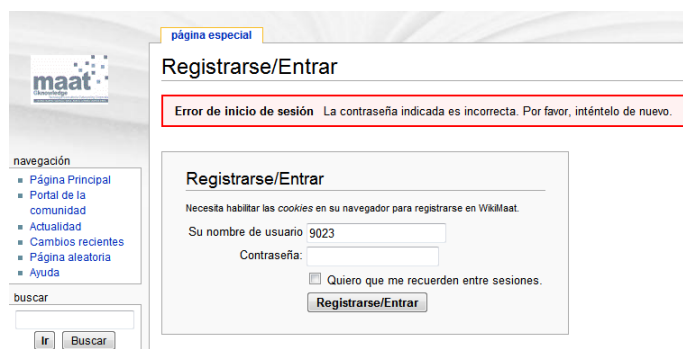 página especial
maat
Gknowledge
Registrarse/Entrar
Error de inicio de sesión La contraseña indicada es incorrecta. Por favor, inténtelo de nuevo.
navegación
Página Principal
Portal de la
comunidad
Actualidad
Cambios recientes
Página aleatoria
Ayuda
buscar
Ir Buscar
Registrarse/Entrar
Necesita habilitar las cookies en su navegador para registrarse en WikiMaat.
Su nombre de usuario 9023
Contraseña:
Quiero que me recuerden entre sesiones.
Registrarse/Entrar